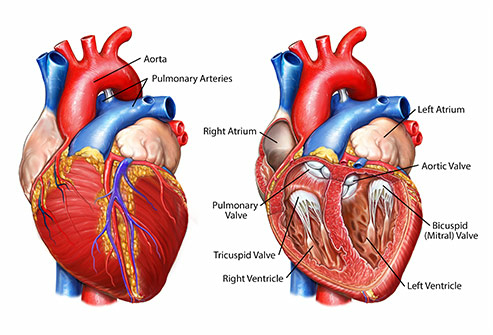 Aorta
Pulmonary Arteries
Left Atrium
Right Atrium
Aortic Valve
Pulmonary
Valve
Bicuspid
(Mitral) Valve
Tricuspid Valve
Right Ventricle
Left Ventricle